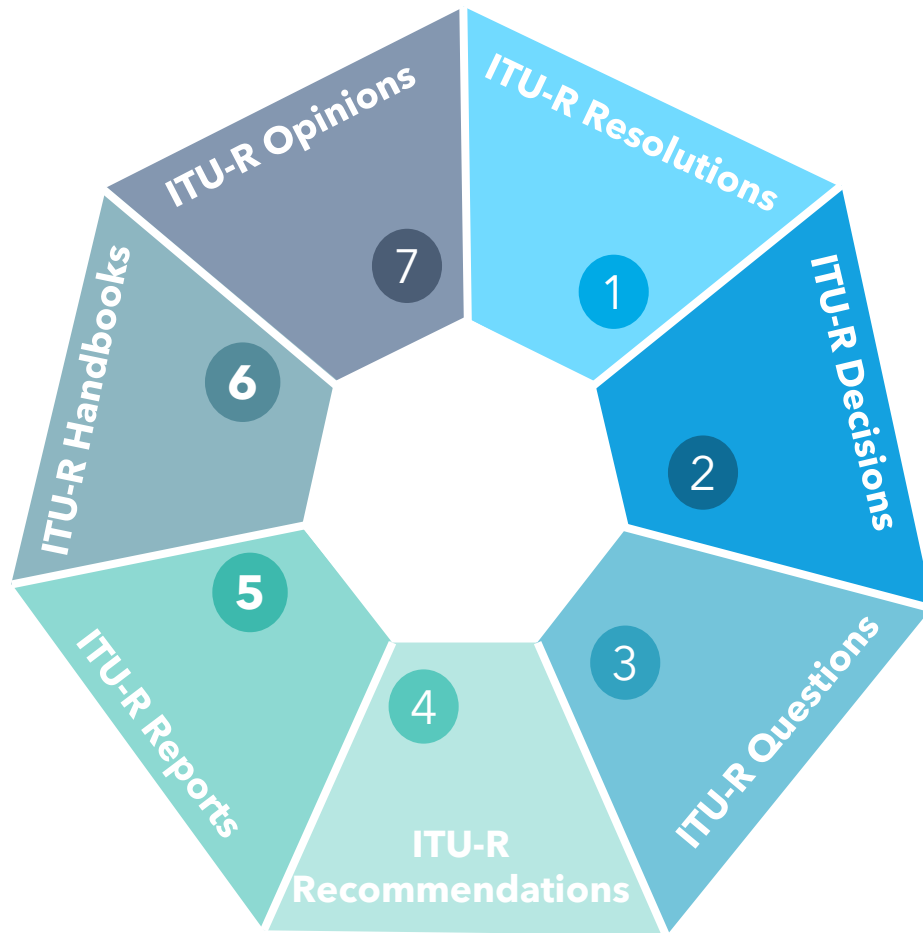 ITU-R Resolutions
1
ITU-R Decisions
2
ITU-R Questions
3
ITU-R
Recommendations
4
ITU-R Reports
5
ITU-R Handbooks
6
ITU-R Opinions
7